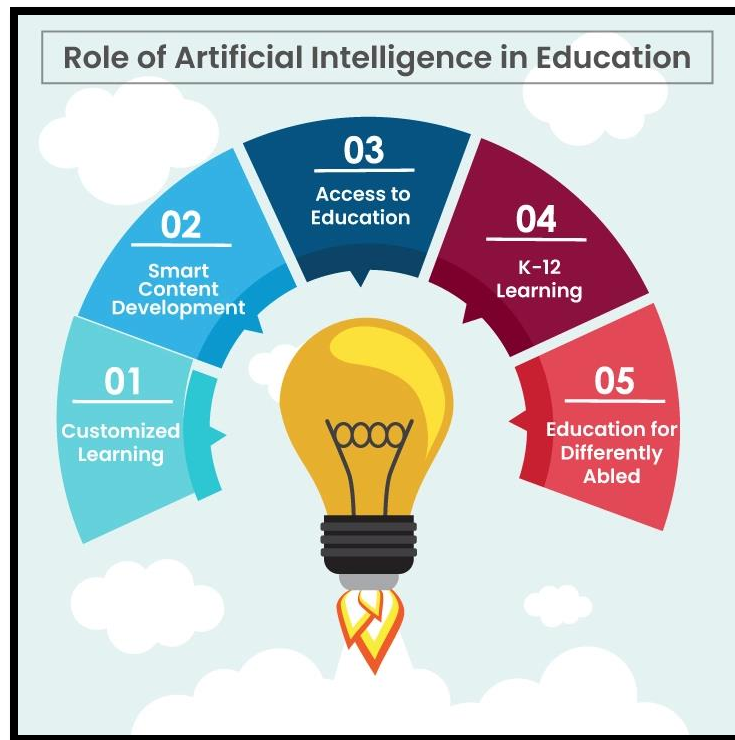 Role of Artificial Intelligence in Education
01
Customized
Learning
02
Smart
Content
Development
03
Access to
Education
04
K-12
Learning
05
Education for
Differently
Abled